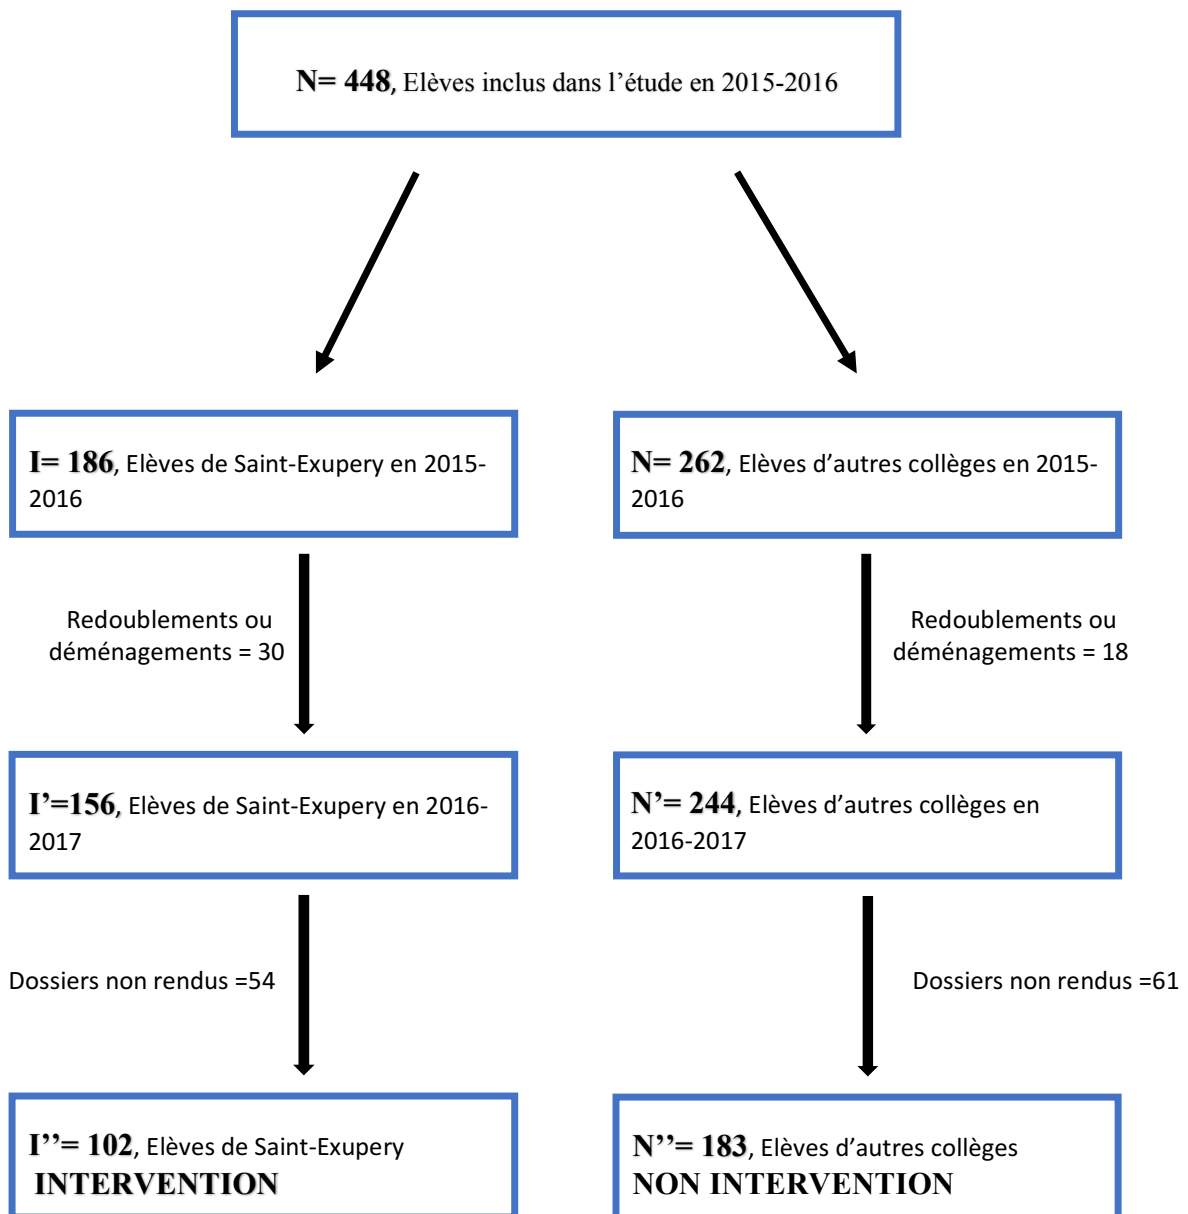 N= 448, Elèves inclus dans l’étude en 2015-2016
I= 186, Elèves de Saint-Exupery en 2015-
2016
N= 262, Elèves d’autres collèges en 2015-
2016
Redoublements ou
déménagements = 30
Redoublements ou
déménagements = 18
I’=156, Elèves de Saint-Exupery en 2016-
2017
N’= 244, Elèves d’autres collèges en
2016-2017
Dossiers non rendus =54
Dossiers non rendus =61
I’’= 102, Elèves de Saint-Exupery
INTERVENTION
N’’= 183, Elèves d’autres collèges
NON INTERVENTION